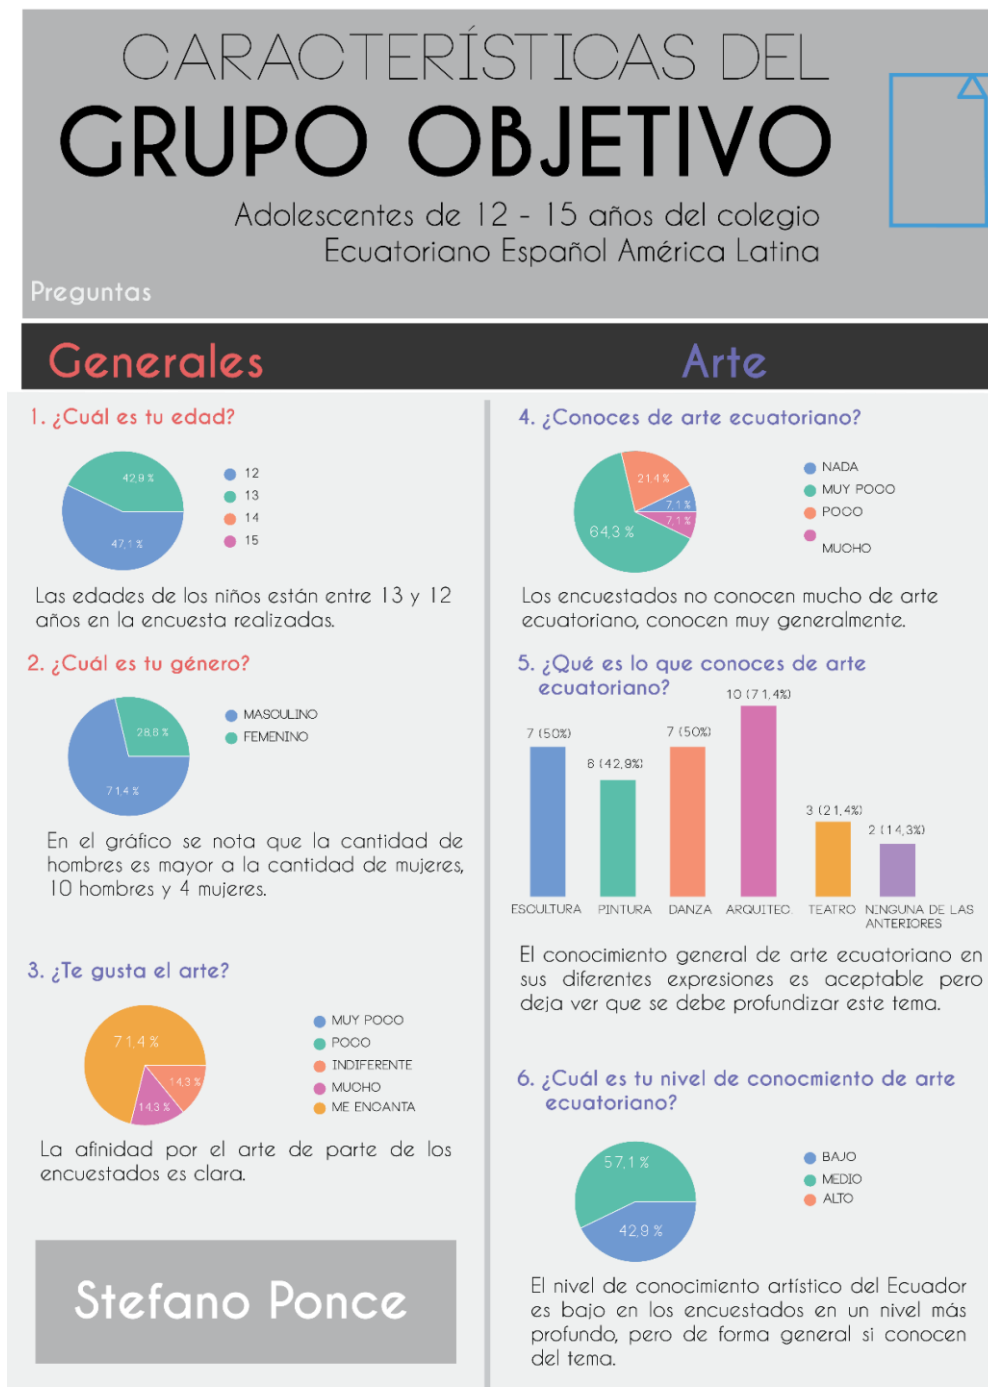 CARACTERÍSTICAS DEL
GRUPO OBJETIVO
Adolescentes de 12 - 15 años del colegio
Ecuatoriano Español América Latina
Preguntas
Generales
1. ¿Cuál es tu edad?
42,9 %
47,1 %
12
13
14
15
Las edades de los niños están entre 13 y 12
años en la encuesta realizadas.
2. ¿Cuál es tu género?
28,6 %
71,4 %
MASCULINO
FEMENINO
En el gráfico se nota que la cantidad de
hombres es mayor a la cantidad de mujeres,
10 hombres y 4 mujeres.
3. ¿Te gusta el arte?
71.4 %
14,3 %
14,3 %
MUY POCO
POCO
INDIFERENTE
MUCHO
ME ENCANTA
La afinidad por el arte de parte de los
encuestados es clara.
Stefano Ponce
Arte
4. ¿Conoces de arte ecuatoriano?
21,4 %
7,1 %
7,1 %
64,3 %
NADA
MUY POCO
POCO
MUCHO
Los encuestados no conocen mucho de arte
ecuatoriano, conocen muy generalmente.
5. ¿Qué es lo que conoces de arte
ecuatoriano?
7 (50%)
6 (42,9%)
7 (50%)
10 (71,4%)
3 (21,4%)
2 (14,3%)
ESCULTURA
PINTURA
DANZA
ARQUITEC.
TEATRO
NINGUNA DE LAS
ANTERIORES
El conocimiento general de arte ecuatoriano en
sus diferentes expresiones es aceptable pero
deja ver que se debe profundizar este tema.
6. ¿Cuál es tu nivel de conocmiento de arte
ecuatoriano?
57,1 %
42,9 %
BAJO
MEDIO
ALTO
El nivel de conocimiento artístico del Ecuador
es bajo en los encuestados en un nivel más
profundo, pero de forma general si conocen
del tema.